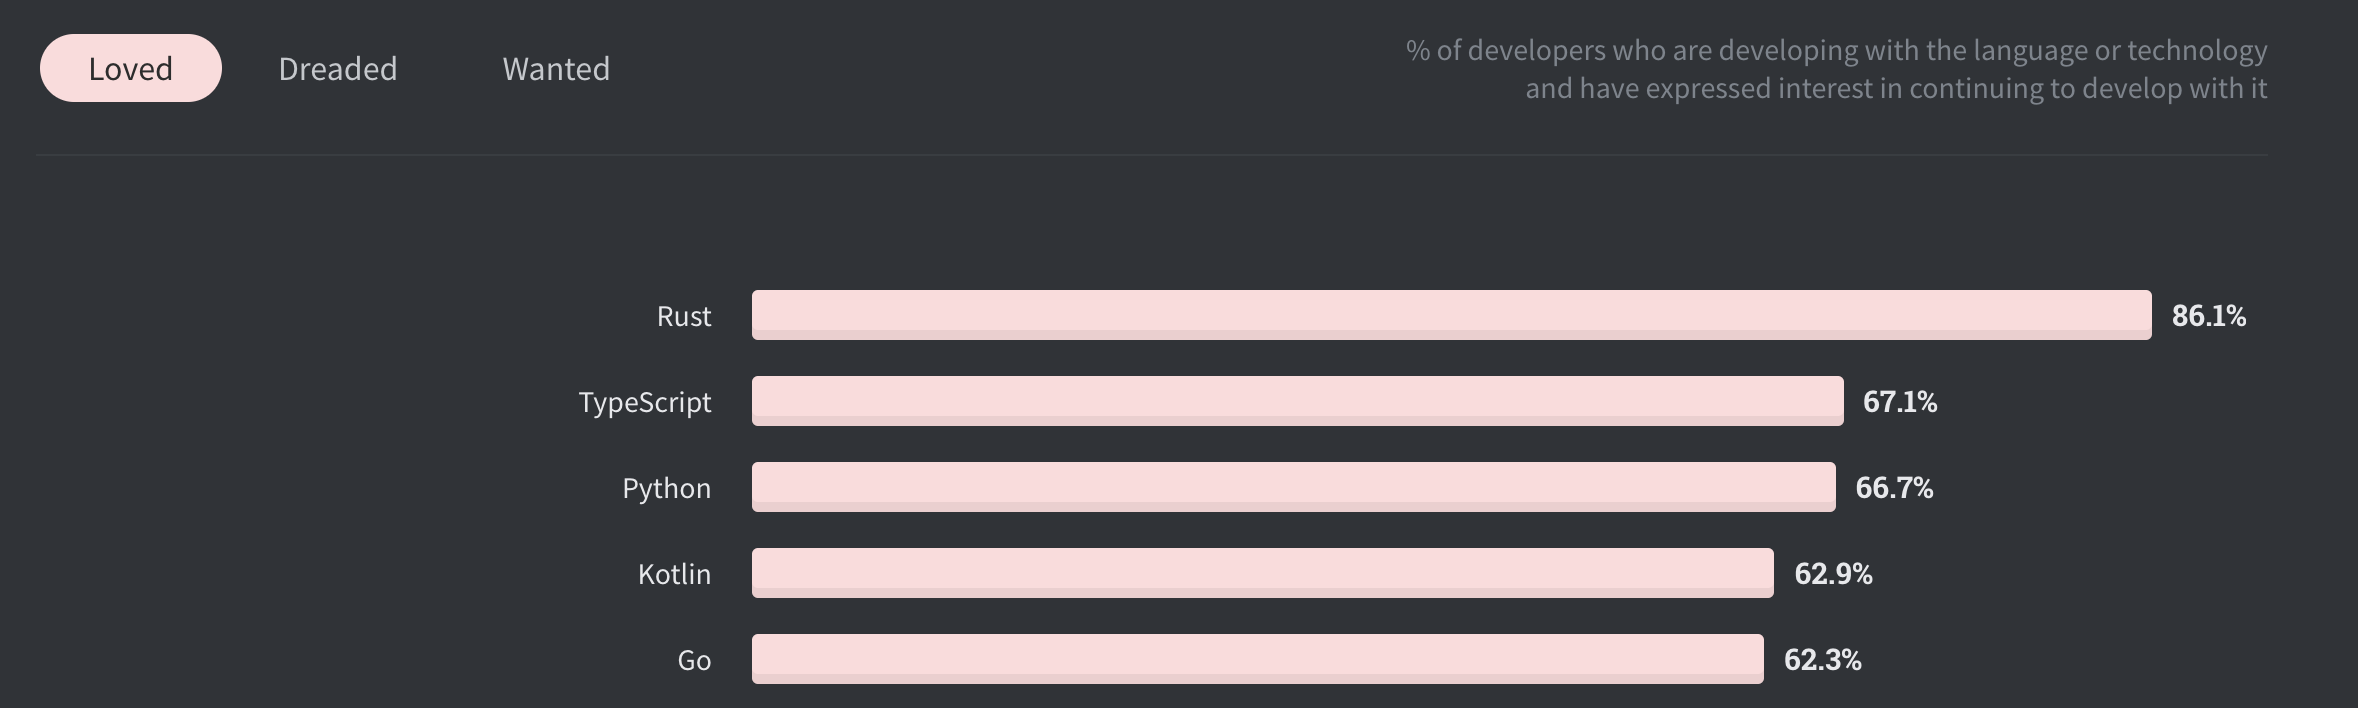 Loved Dreaded Wanted
% of developers who are developing with the language or technology
and have expressed interest in continuing to develop with it
Rust 86.1%
TypeScript 67.1%
Python 66.7%
Kotlin 62.9%
Go 62.3%